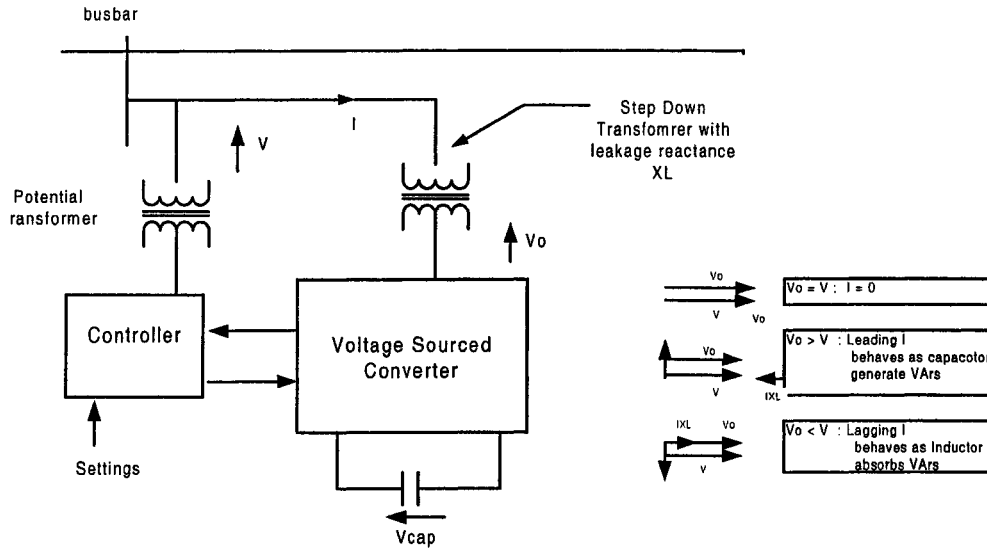 busbar
I
V
Step Down
Transfomrer with
leakage reactance
XL
Potential
ransformer
Vo
Controller
Voltage Sourced
Converter
Settings
Vcap
Vo
V
Vo
Vo = V : I = 0
Vo
V
IXL
Vo > V : Leading I
behaves as capacotor
generate VArs
IXL
Vo
V
Vo < V : Lagging I
behaves as Inductor
absorbs VArs